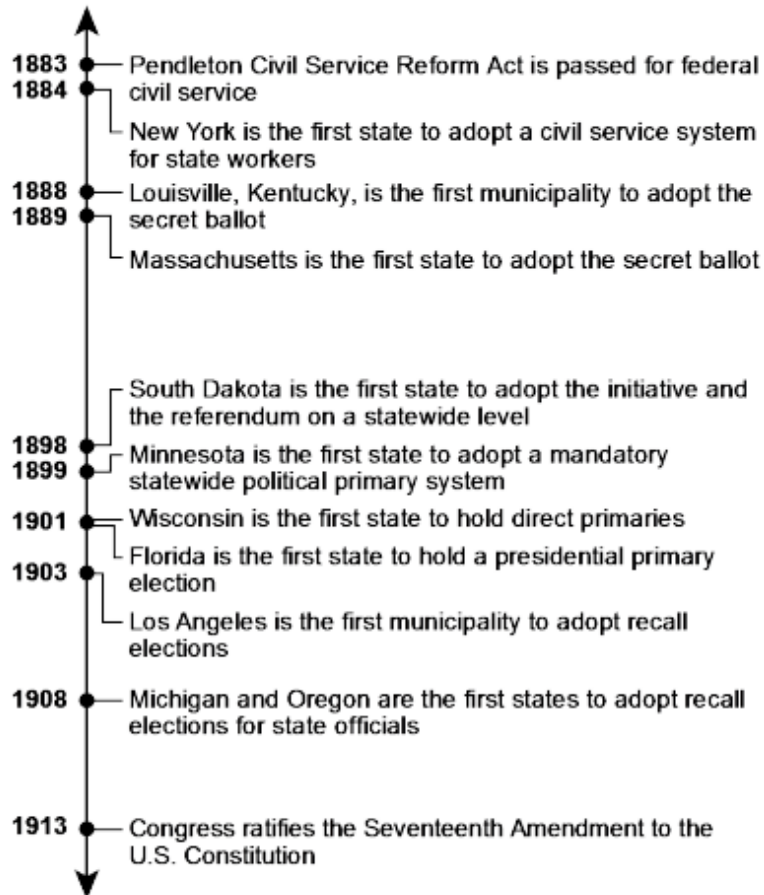 1883
Pendleton Civil Service Reform Act is passed for federal
civil service
1884
New York is the first state to adopt a civil service system
for state workers
1888
Louisville, Kentucky, is the first municipality to adopt the
secret ballot
1889
Massachusetts is the first state to adopt the secret ballot
1898
South Dakota is the first state to adopt the initiative and
the referendum on a statewide level
1899
Minnesota is the first state to adopt a mandatory
statewide political primary system
1901
Wisconsin is the first state to hold direct primaries
Florida is the first state to hold a presidential primary
election
1903
Los Angeles is the first municipality to adopt recall
elections
1908
Michigan and Oregon are the first states to adopt recall
elections for state officials
1913
Congress ratifies the Seventeenth Amendment to the
U.S. Constitution